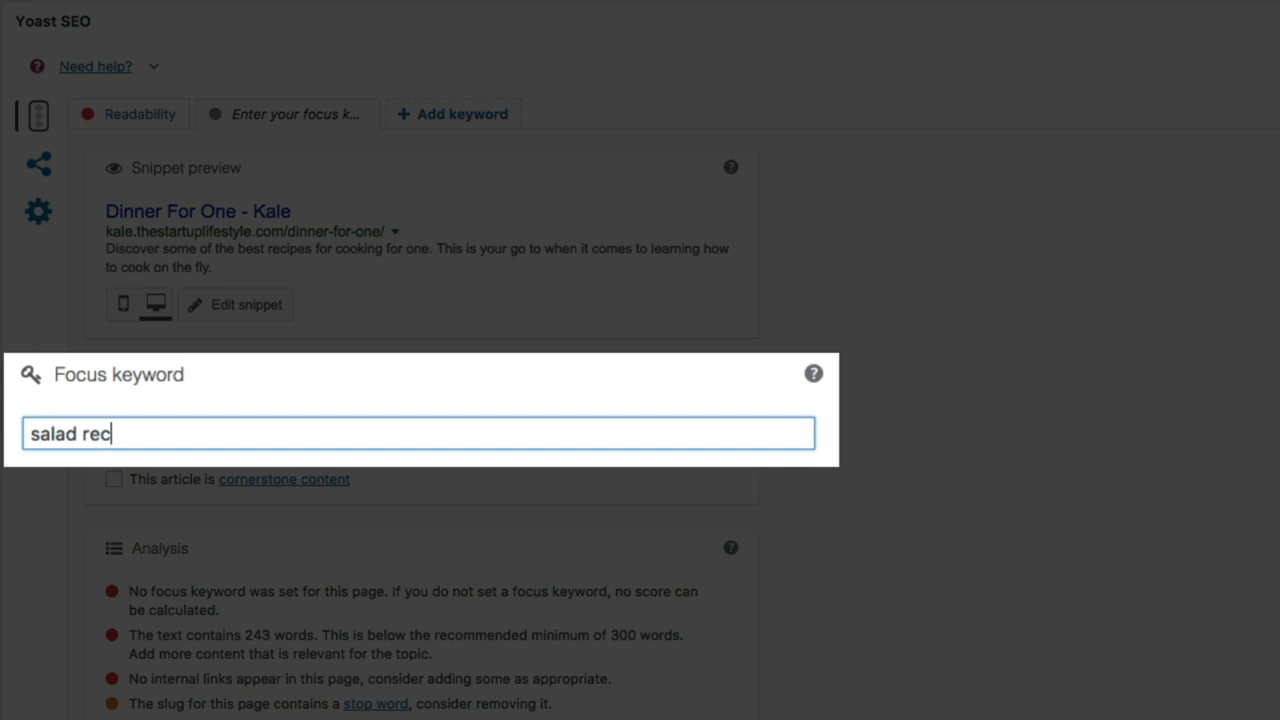 Yoast SEO
Need help?
Readability
Enter your focus k...
+ Add keyword
Snippet preview
Dinner For One - Kale
kale.thestartuplifestyle.com/dinner-for-one/
Discover some of the best recipes for cooking for one. This is your go to when it comes to learning how
to cook on the fly.
Edit snippet
Focus keyword
salad rec
This article is cornerstone content
Analysis
No focus keyword was set for this page. If you do not set a focus keyword, no score can
be calculated.
The text contains 243 words. This is below the recommended minimum of 300 words.
Add more content that is relevant for the topic.
No internal links appear in this page, consider adding some as appropriate.
The slug for this page contains a stop word, consider removing it.